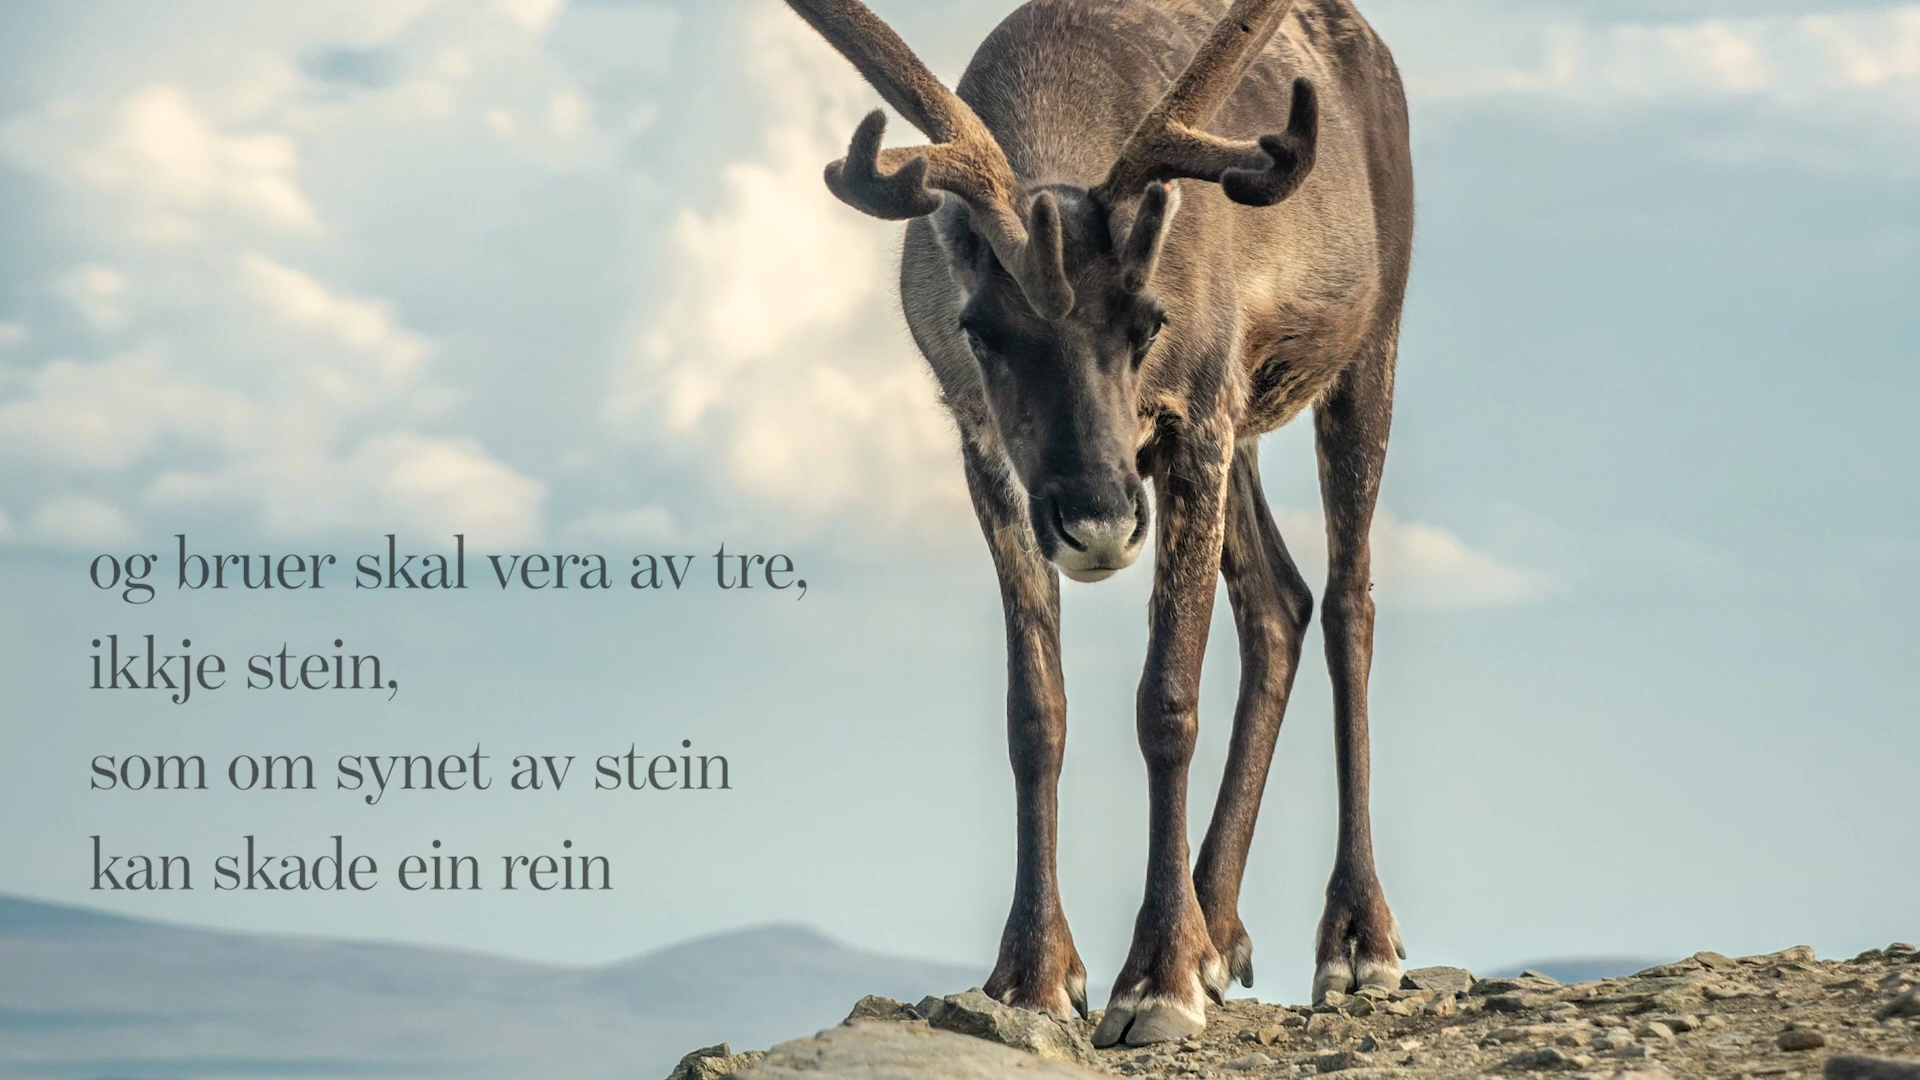 og bruer skal vera av tre,
ikkje stein,
som om synet av stein
kan skade ein rein